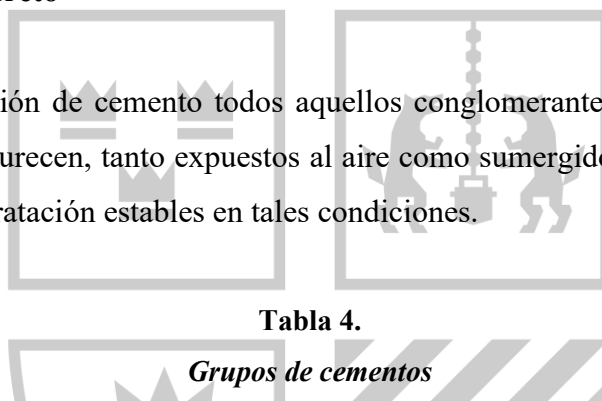 ión de cemento todos aquellos conglomerante
urecen, tanto expuestos al aire como sumergido
ratación estables en tales condiciones.
Tabla 4.
Grupos de cementos